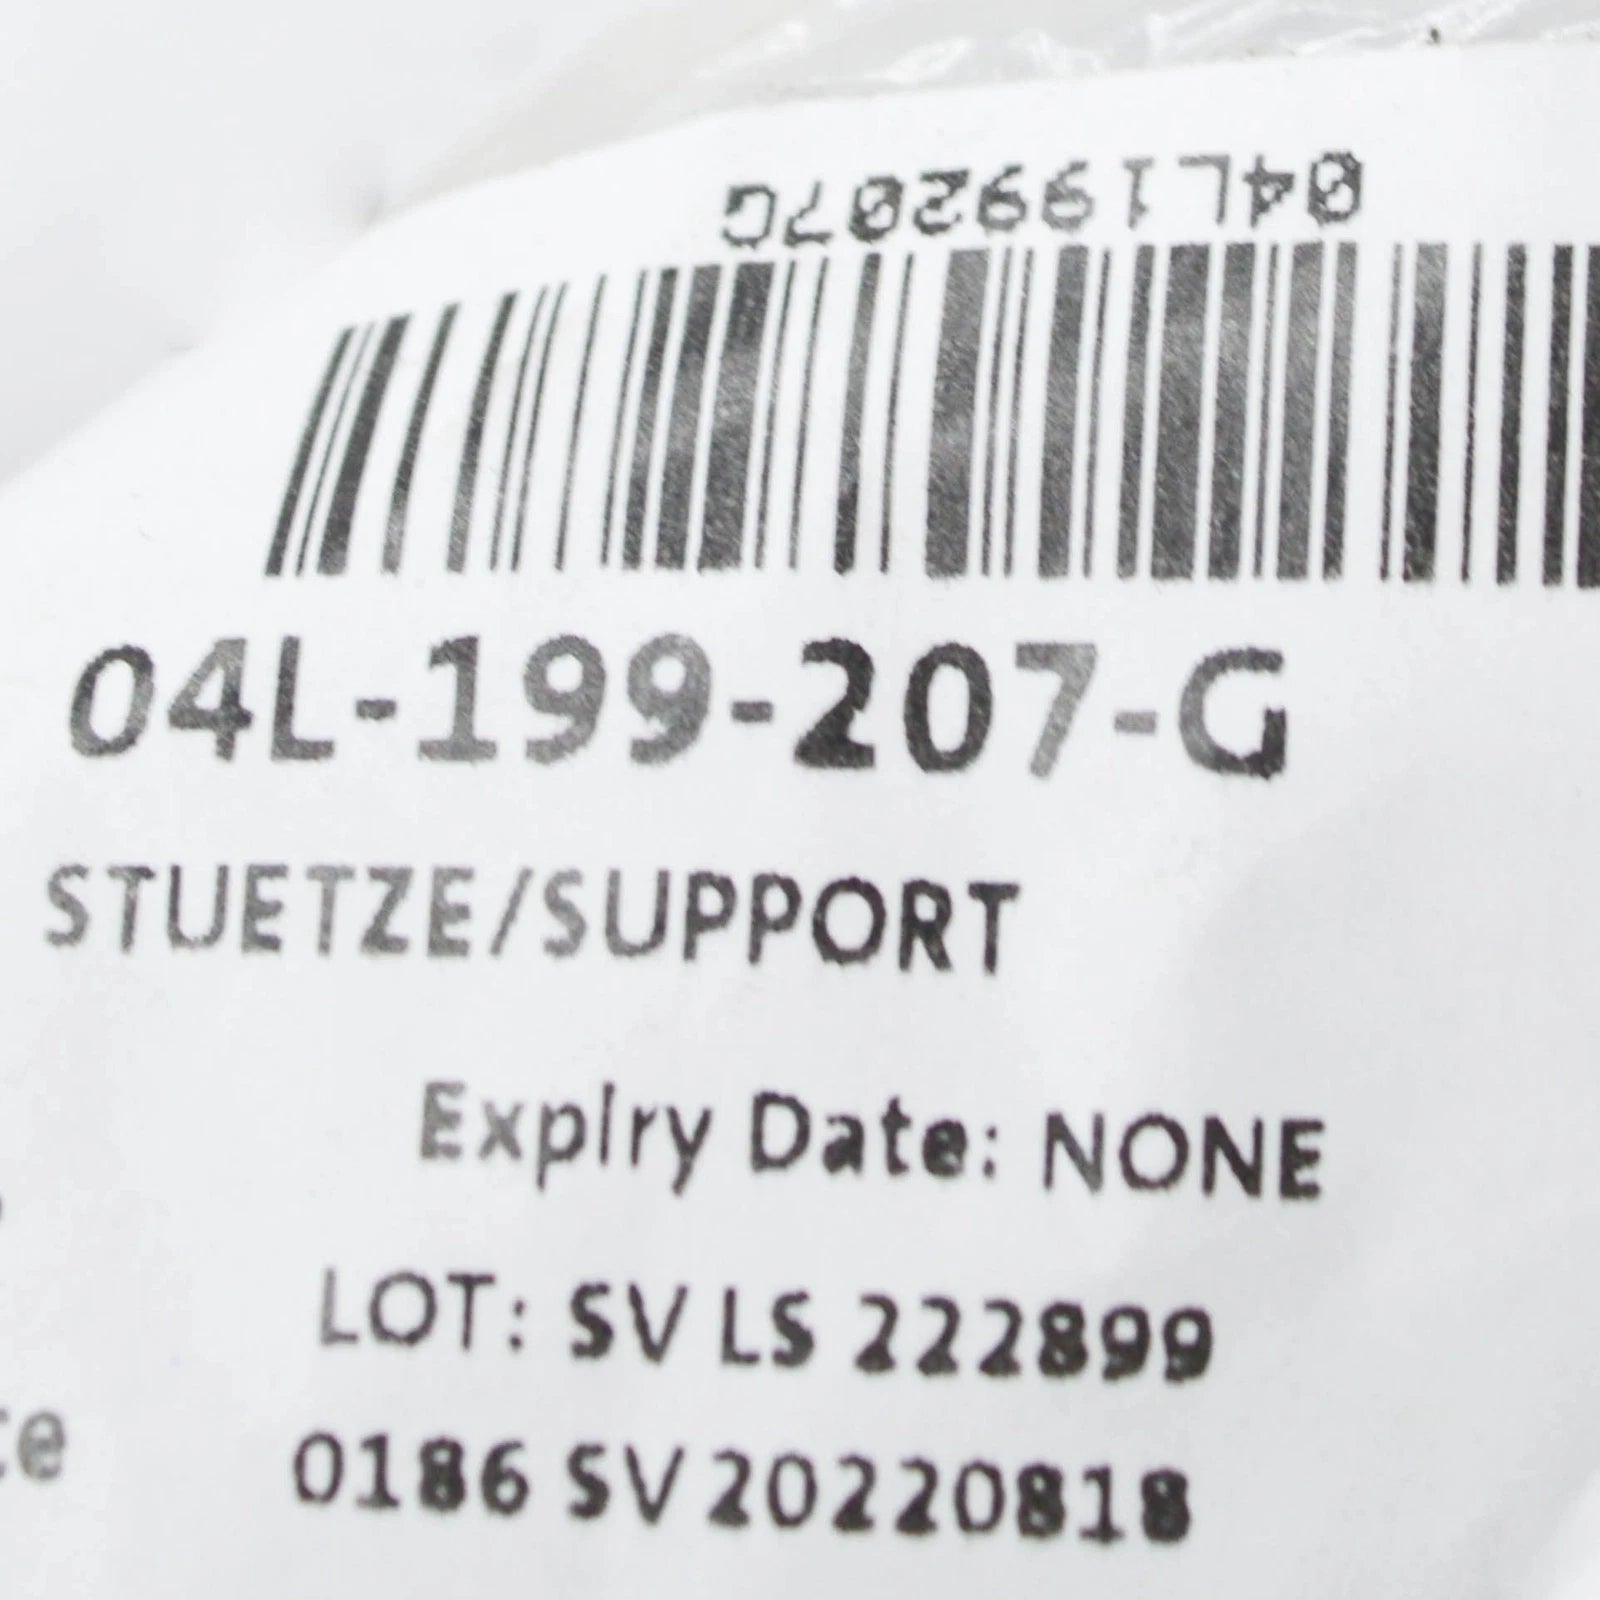 04L199207G
04L-199-207-G
STUETZE/SUPPORT
Expiry Date: NONE
LOT: SV LS 222899
0186 SV 20220818